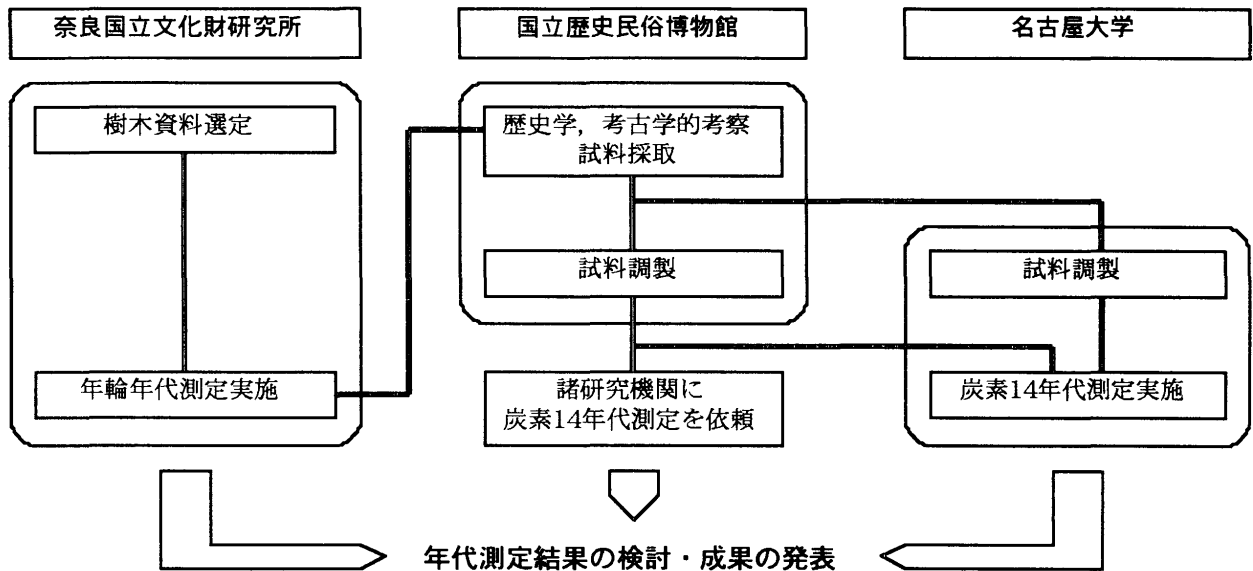 奈良国立文化財研究所
国立歴史民俗博物館
名古屋大学
樹木資料選定
年輪年代測定実施
歴史学，考古学的考察
試料採取
試料調製
諸研究機関に
炭素14年代測定を依頼
試料調製
炭素14年代測定実施
年代測定結果の検討・成果の発表